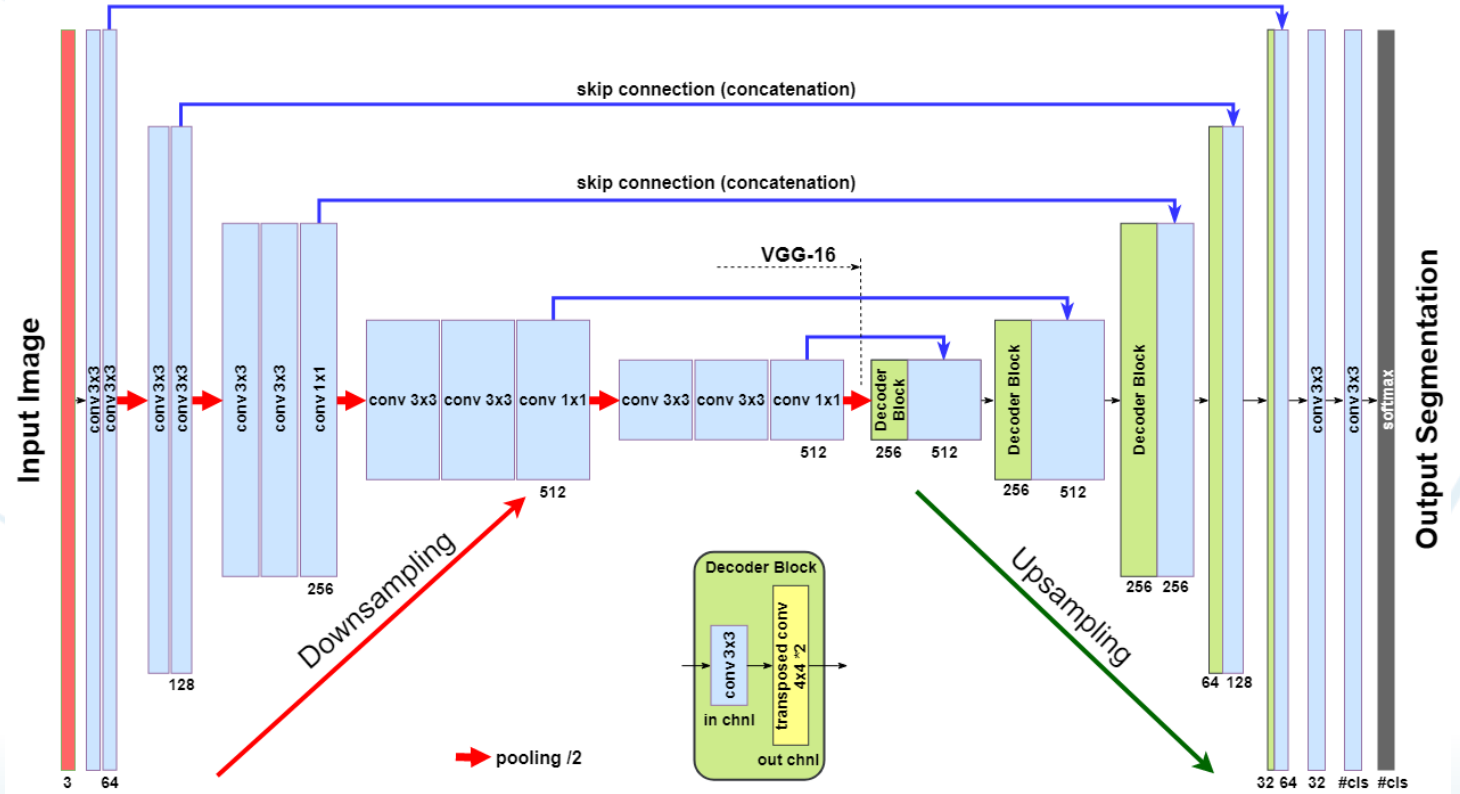 skip connection (concatenation)
skip connection (concatenation)
VGG-16
Input Image
conv 3x3
conv 3x3
conv 3x3
conv 3x3
conv 3x3
conv 3x3
conv 1x1
conv 3x3
conv 3x3
conv 1x1
conv 3x3
conv 3x3
conv 1x1
Decoder
Block
Decoder Block
Decoder Block
conv 3x3
conv 3x3
softmax
Output Segmentation
512
256
512
512
256
512
256
256
256
128
64
128
3
64
32
64
32
#cls
#cls
Downsampling
Upsampling
Decoder Block
conv 3x3
transposed conv
4x4 *2
in chnl
out chnl
pooling /2